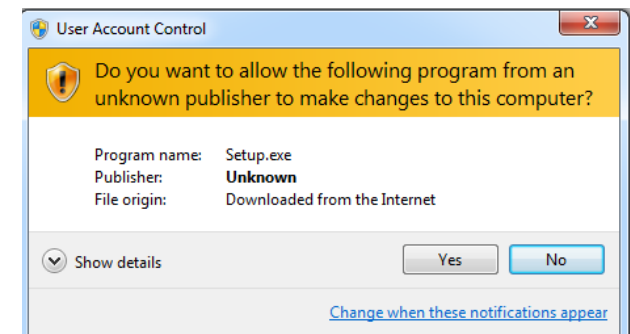 User Account Control
Do you want to allow the following program from an
unknown publisher to make changes to this computer?
Program name: Setup.exe
Publisher: Unknown
File origin: Downloaded from the Internet
Show details
Yes No
Change when these notifications appear